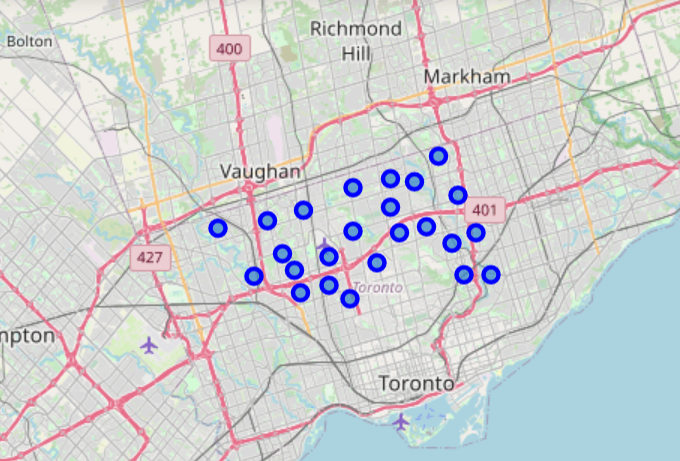 Richmond
Hill
Bolton
400
Markham
Vaughan
401
427
Toronto
mpton
Toronto